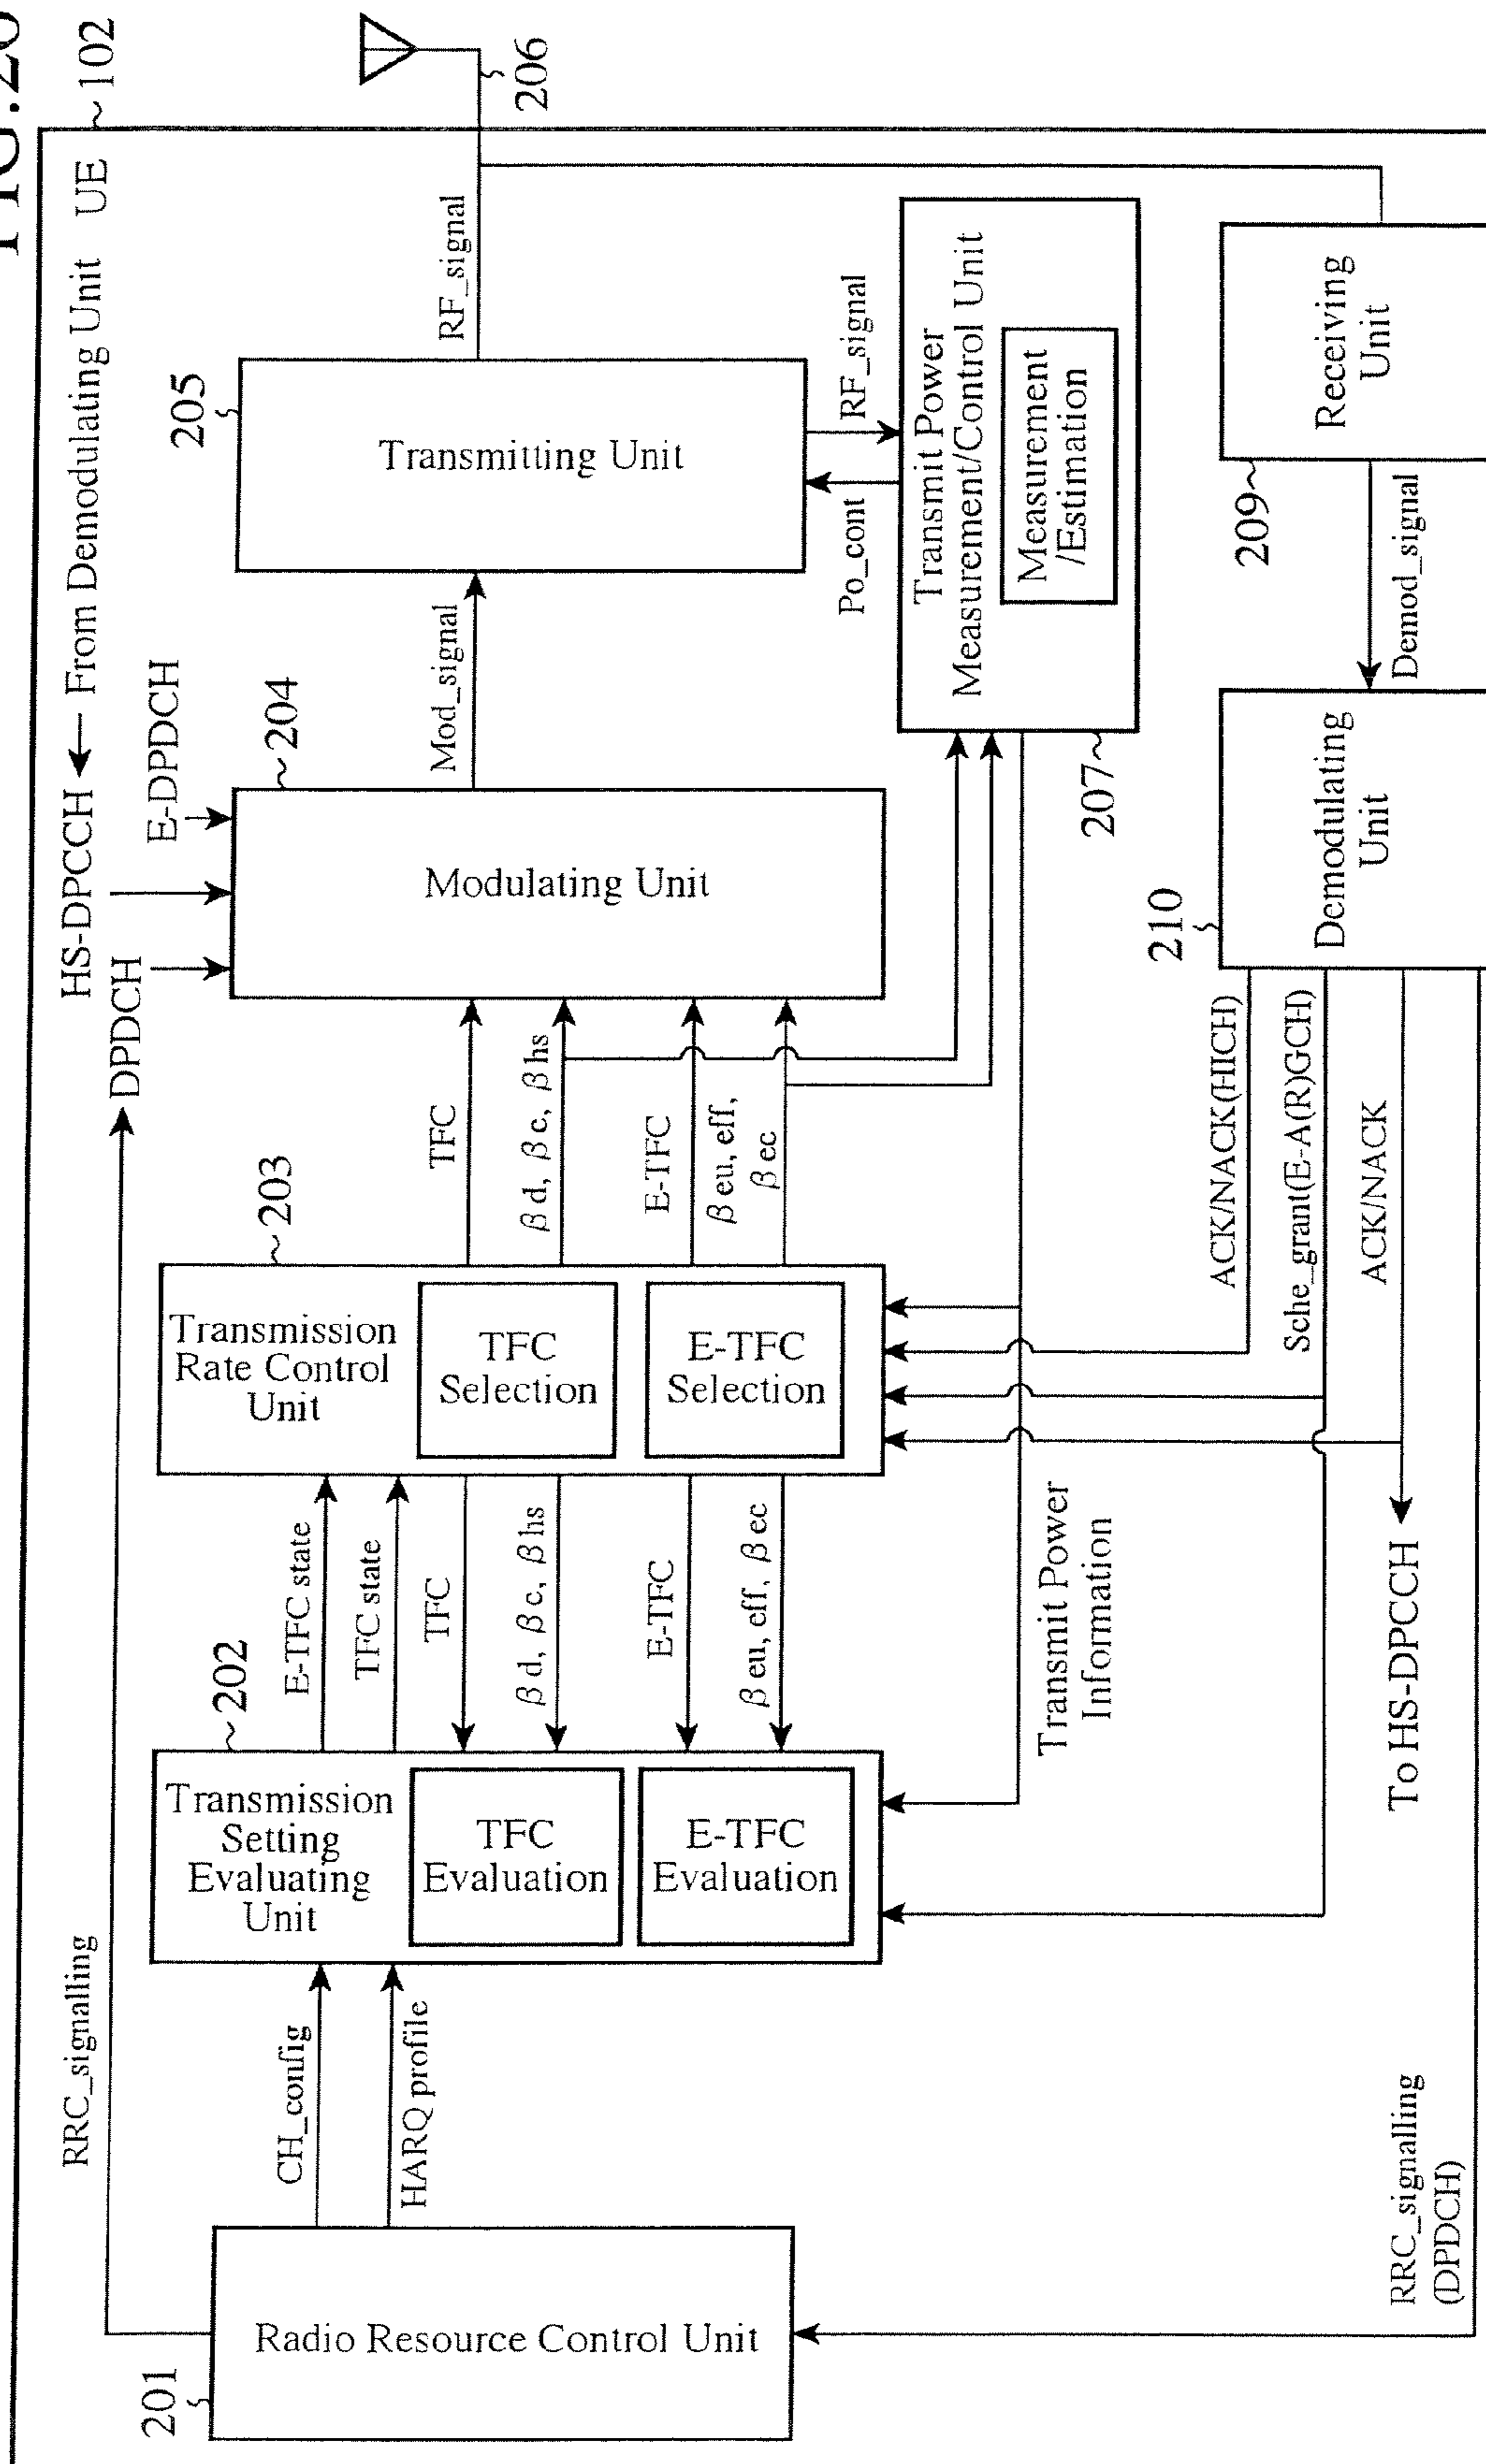 UE
102
RRC_signalling
HS-DPCCH
From Demodulating Unit
DPDCH
E-DPDCH
201
Radio Resource Control Unit
CH_config
HARQ profile
202
Transmission
Setting
Evaluating
Unit
TFC
Evaluation
E-TFC
Evaluation
E-TFC state
TFC state
TFC
βd, βc, βhs
E-TFC
βeu, eff, βec
203
Transmission
Rate Control
Unit
TFC
Selection
E-TFC
Selection
TFC
βd, βc, βhs
E-TFC
βeu, eff,
βec
204
Modulating Unit
Mod_signal
205
Transmitting Unit
RF_signal
206
Po_cont
RF_signal
207
Transmit Power
Measurement/Control Unit
Measurement
/Estimation
Transmit Power
Information
209
Receiving
Unit
Demod_signal
210
Demodulating
Unit
ACK/NACK(HICH)
Sche_grant(E-A(R)GCH)
ACK/NACK
To HS-DPCCH
RRC_signalling
(DPDCH)